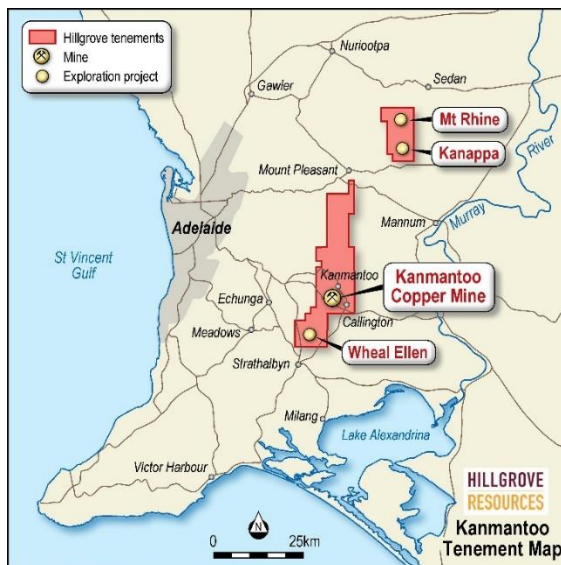 Hillgrove tenements
Mine
Exploration project
Nuriootpa
Sedan
Gawler
Mt Rhine
Kanappa
Mount Pleasant
River
Murray
Mannum
Adelaide
St Vincent
Gulf
Kanmantoo
Kanmantoo
Copper Mine
Echunga
Callington
Meadows
Wheal Ellen
Strathalbyn
Milang
Lake Alexandrina
Victor Harbour
HILLGROVE
RESOURCES
N
Kanmantoo
Tenement Map
0 25km